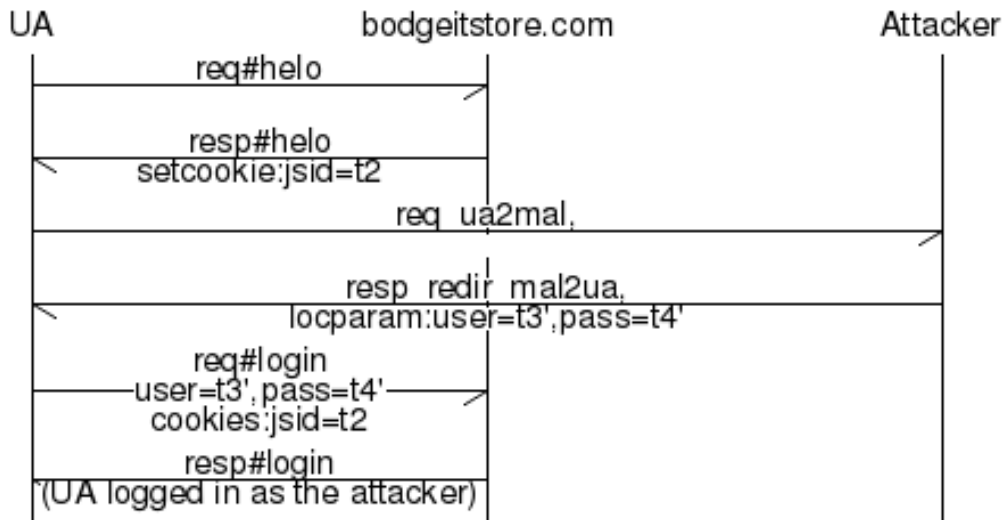 UA bodgeitstore.com Attacker
req#helo
resp#helo
setcookie:jsid=t2
req_ua2mal,
resp_redir_mal2ua,
locparam:user=t3',pass=t4'
req#login
user=t3',pass=t4'
cookies:jsid=t2
resp#login
(UA logged in as the attacker)